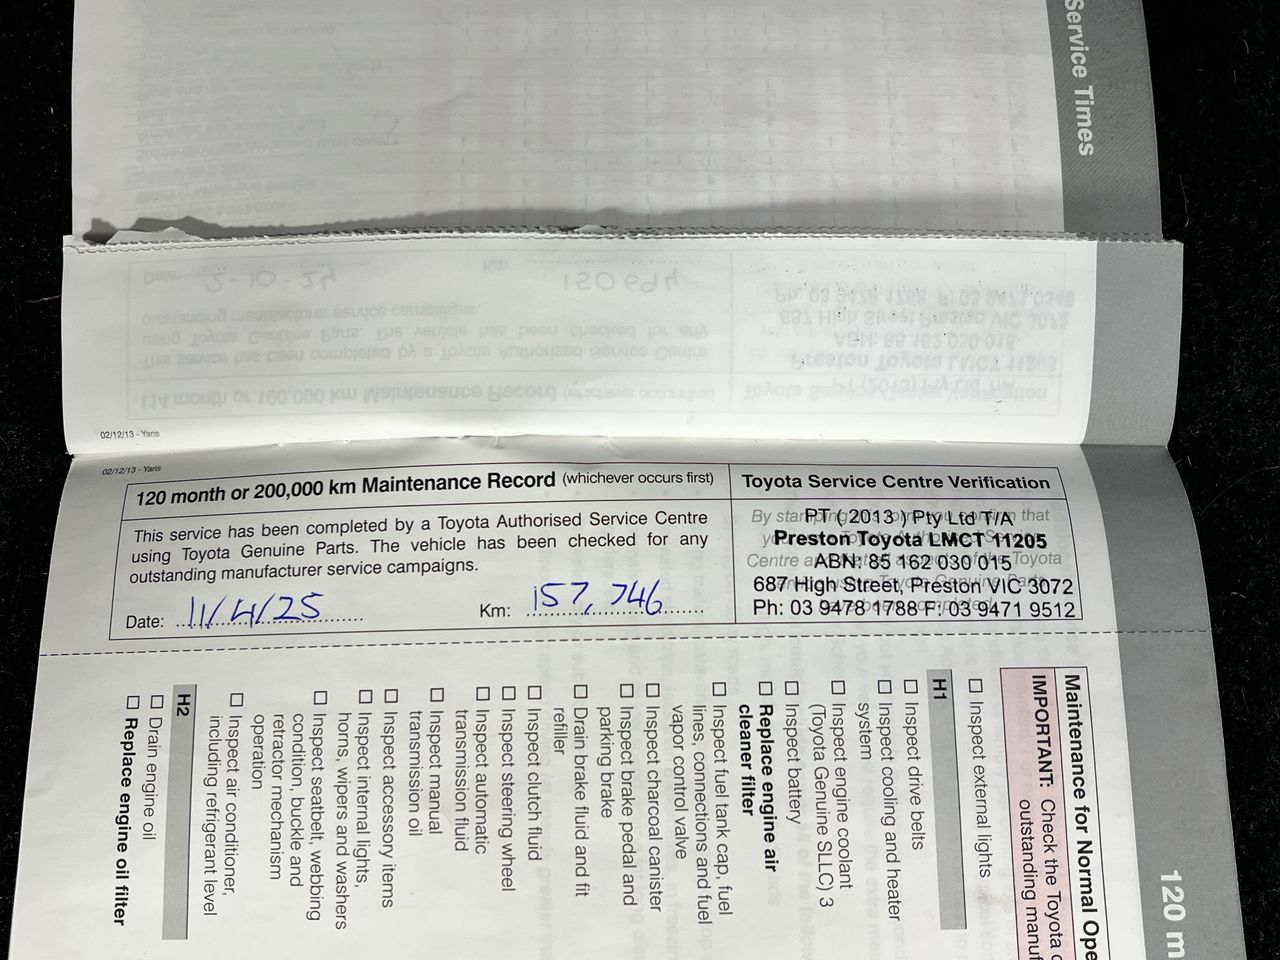 Service Times
02/12/13 - Yaris
02/12/13 - Yaris
120 month or 200,000 km Maintenance Record (whichever occurs first)
This service has been completed by a Toyota Authorised Service Centre
using Toyota Genuine Parts. The vehicle has been checked for any
outstanding manufacturer service campaigns.
Date: 11/4/25
Km: 157,746
Toyota Service Centre Verification
By stamping
that
PT ( 2013 ) Pty Ltd T/A
Preston Toyota LMCT 11205
Centre
Toyota
ABN: 85 162 030 015
687 High Street, Preston VIC 3072
Ph: 03 9478 1788 F: 03 9471 9512
120 m
Maintenance for Normal Ope
IMPORTANT: Check the Toyota
outstanding manuf
☐ Inspect external lights
H1
☐ Inspect drive belts
☐ Inspect cooling and heater
system
☐ Inspect engine coolant
(Toyota Genuine SLLC) 3
☐ Inspect battery
☐ Replace engine air
cleaner filter
☐ Inspect fuel tank cap, fuel
lines, connections and fuel
vapor control valve
☐ Inspect charcoal canister
☐ Inspect brake pedal and
parking brake
☐ Drain brake fluid and fit
refiller
☐ Inspect clutch fluid
☐ Inspect steering wheel
☐ Inspect automatic
transmission fluid
☐ Inspect manual
transmission oil
☐ Inspect accessory items
☐ Inspect internal lights,
horns, wipers and washers
☐ Inspect seatbelt, webbing
condition, buckle and
retractor mechanism
operation
☐ Inspect air conditioner,
including refrigerant level
H2
☐ Drain engine oil
☐ Replace engine oil filter